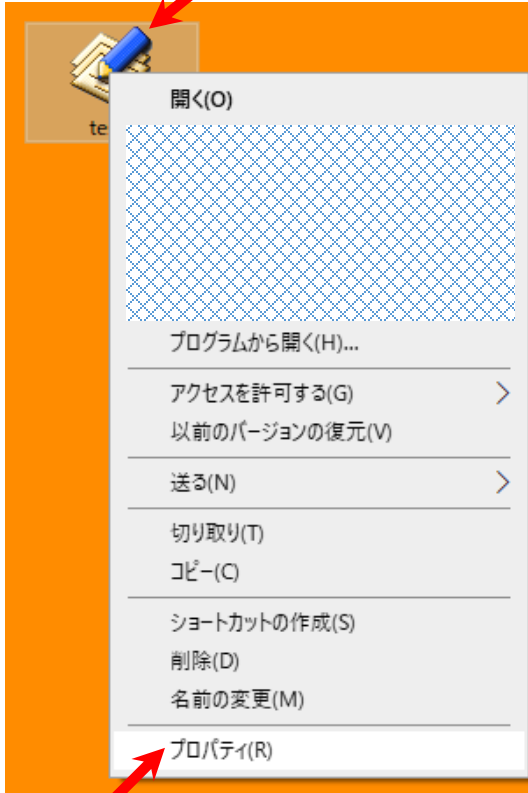 te
開く(O)
プログラムから開く(H)...
アクセスを許可する(G)
以前のバージョンの復元(V)
送る(N)
切り取り(T)
コピー(C)
ショートカットの作成(S)
削除(D)
名前の変更(M)
プロパティ(R)